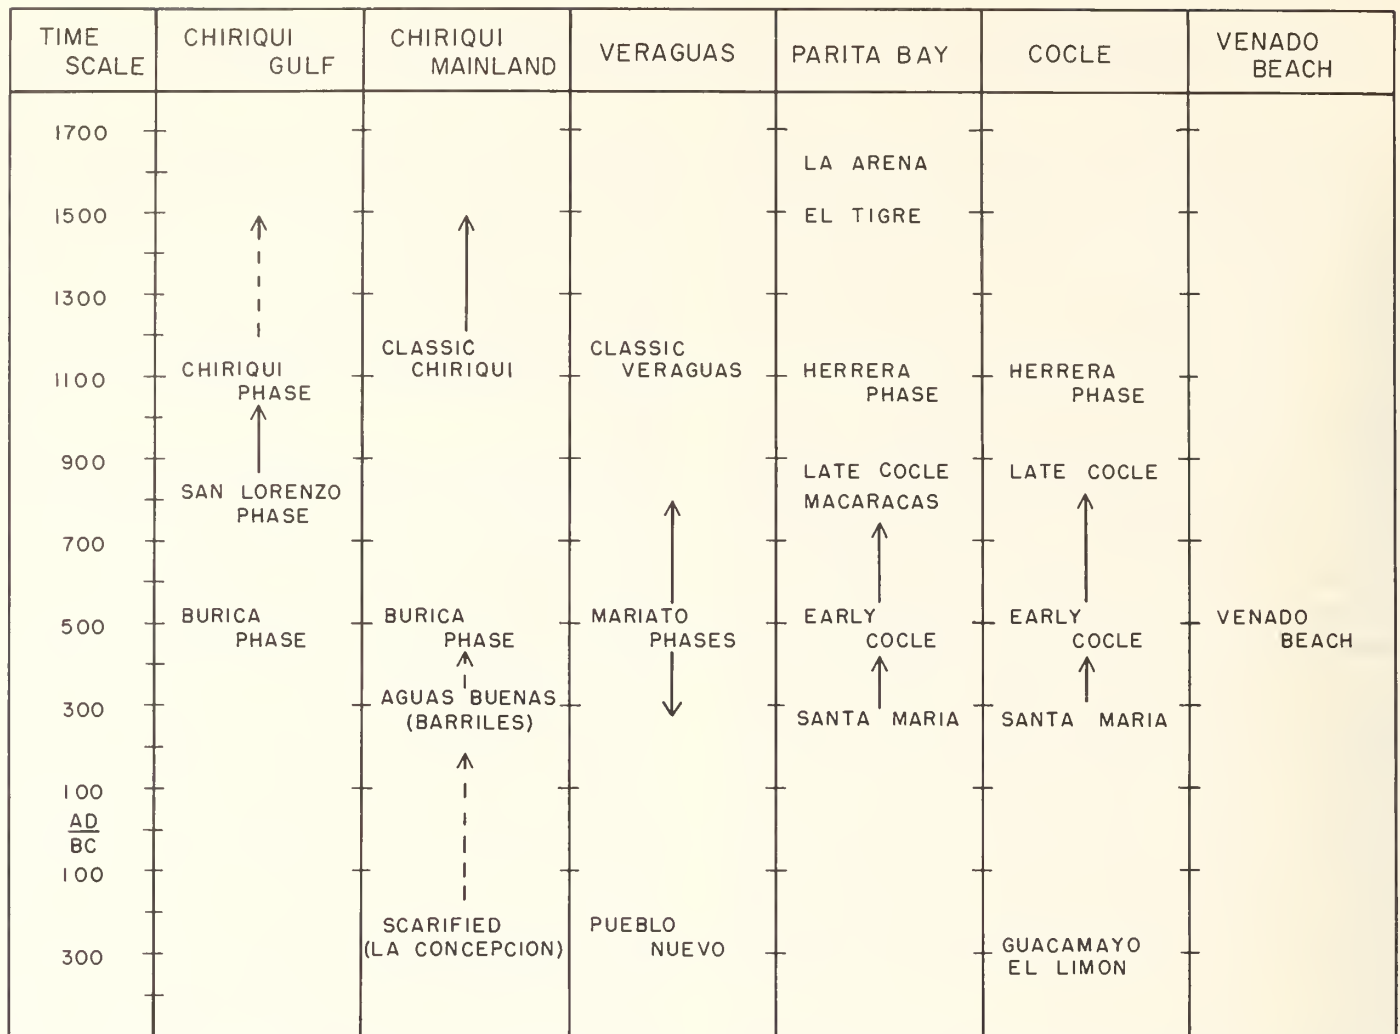 TIME SCALE
CHIRIQUI GULF
CHIRIQUI MAINLAND
VERAGUAS
PARITA BAY
COCLE
VENADO BEACH
1700
LA ARENA
1500
EL TIGRE
1300
CLASSIC
CLASSIC
1100
CHIRIQUI
PHASE
CHIRIQUI
VERAGUAS
HERRERA
PHASE
HERRERA
PHASE
900
LATE COCLE
LATE COCLE
SAN LORENZO
PHASE
MACARACAS
700
500
BURICA
PHASE
BURICA
PHASE
MARIATO
PHASES
EARLY
COCLE
EARLY
COCLE
VENADO
BEACH
300
AGUAS BUENAS
(BARRILES)
SANTA MARIA
SANTA MARIA
100
AD
BC
100
SCARIFIED
(LA CONCEPCION)
PUEBLO
NUEVO
300
GUACAMAYO
EL LIMON